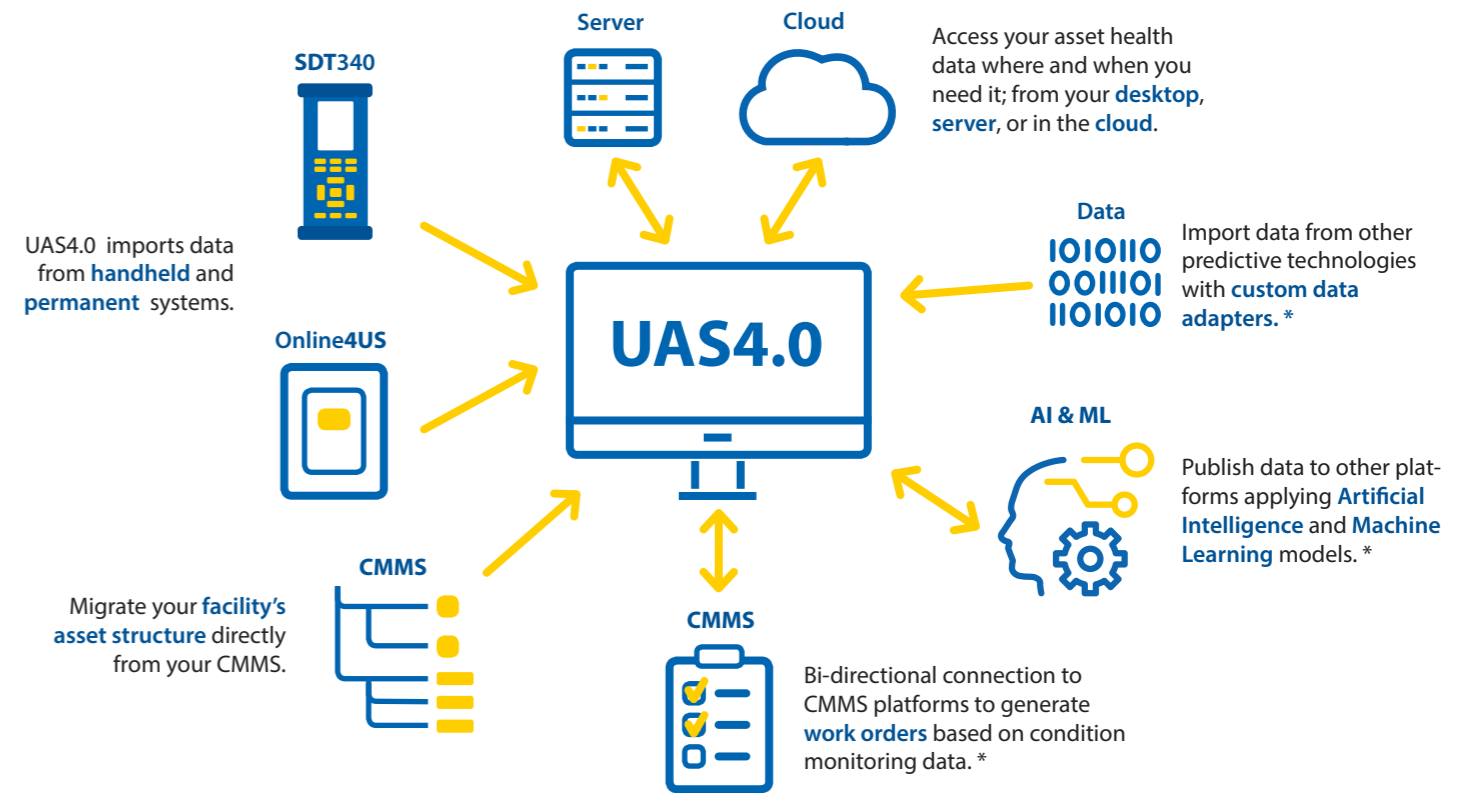 Server
Cloud
SDT340
Access your asset health
data where and when you
need it; from your desktop,
server, or in the cloud.
UAS4.0 imports data
from handheld and
permanent systems.
Data
1010110
0011101
1101010
Import data from other
predictive technologies
with custom data
adapters. *
UAS4.0
Online4US
AI & ML
Publish data to other plat-
forms applying Artificial
Intelligence and Machine
Learning models. *
CMMS
Migrate your facility’s
asset structure directly
from your CMMS.
CMMS
Bi-directional connection to
CMMS platforms to generate
work orders based on condition
monitoring data. *